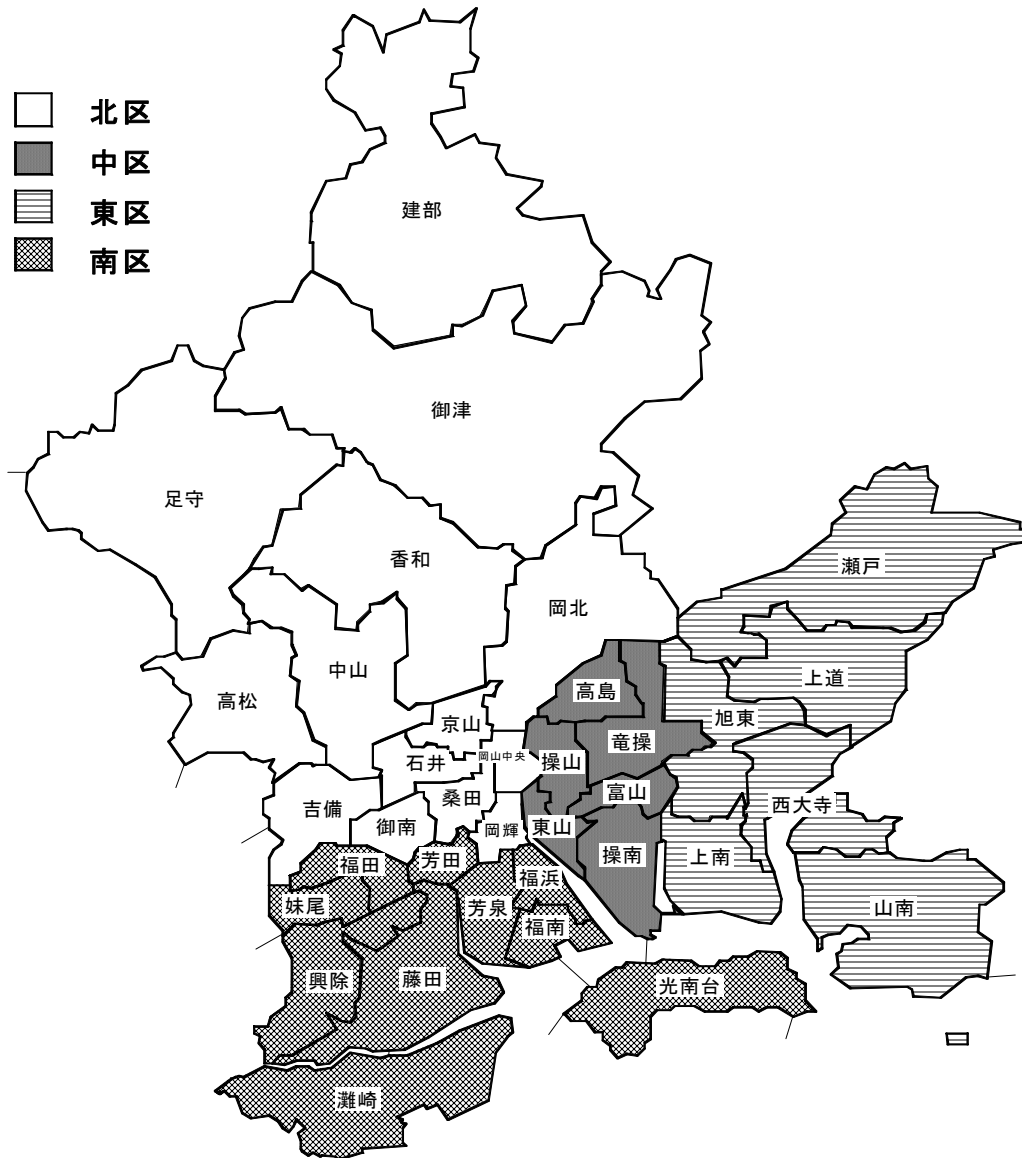 北区
中区
東区
南区
建部
御津
足守
香和
瀬戸
岡北
中山
上道
高松
高島
旭東
京山
竜操
石井
岡山中央
操山
富山
桑田
西大寺
吉備
御南
岡輝
東山
芳田
操南
上南
福田
福浜
妹尾
芳泉
山南
福南
興除
藤田
光南台
灘崎